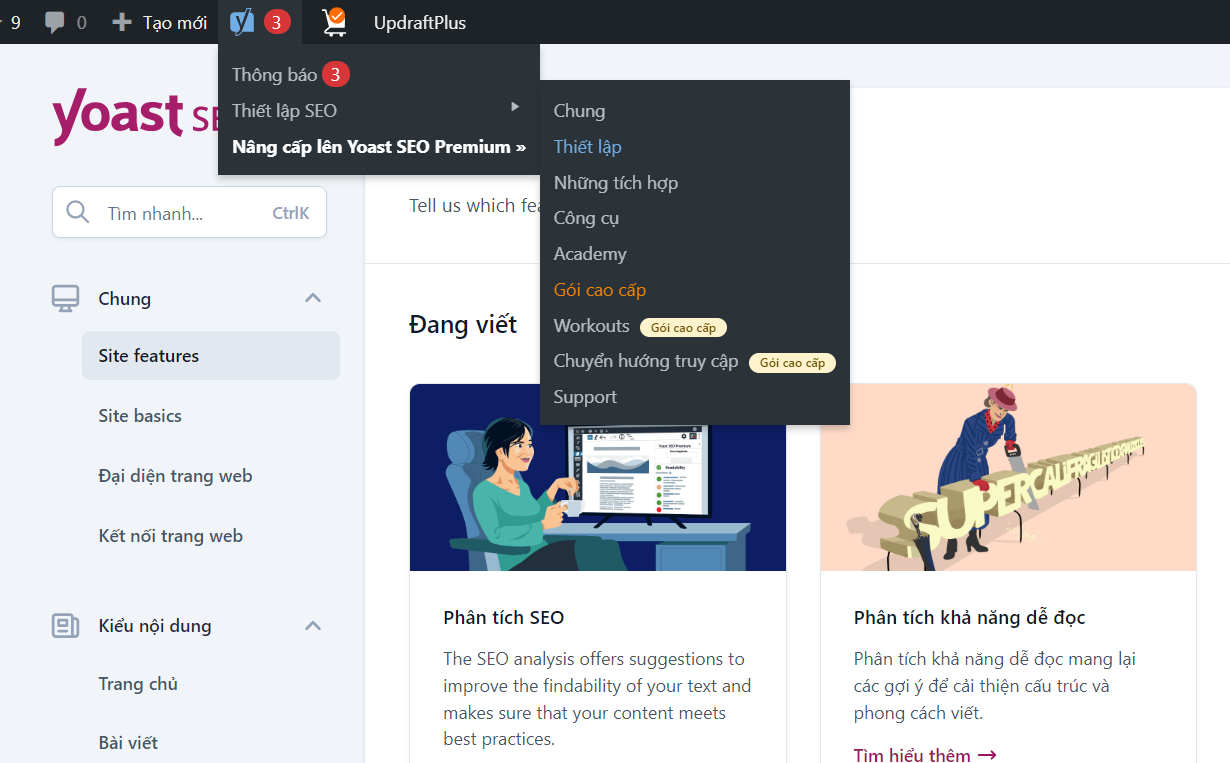 9 0 Tạo mới 3 UpdraftPlus
Thông báo 3
Thiết lập SEO
Nâng cấp lên Yoast SEO Premium »
Chung
Thiết lập
Những tích hợp
Công cụ
Academy
Gói cao cấp
Workouts Gói cao cấp
Chuyển hướng truy cập Gói cao cấp
Support
yoast SE
Tìm nhanh... CtrlK
Chung
Site features
Site basics
Đại diện trang web
Kết nối trang web
Kiểu nội dung
Trang chủ
Bài viết
Tell us which fea
Đang viết
Yoast SEO Premium
Readability
SUPERCALIFRAGILISTIC
Phân tích SEO
The SEO analysis offers suggestions to
improve the findability of your text and
makes sure that your content meets
best practices.
Phân tích khả năng dễ đọc
Phân tích khả năng dễ đọc mang lại
các gợi ý để cải thiện cấu trúc và
phong cách viết.
Tìm hiểu thêm →